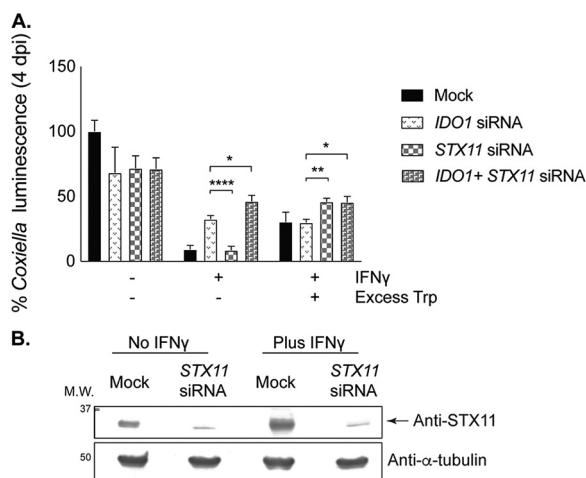 A.
% Coxiella luminescence (4 dpi)
150
100
50
0
Mock
IDO1 siRNA
STX11 siRNA
IDO1+ STX11 siRNA
*
****
*
**
- + + IFNγ
- - + Excess Trp
B.
No IFNγ Plus IFNγ
M.W. Mock STX11 siRNA Mock STX11 siRNA
37
Anti-STX11
50
Anti-α-tubulin